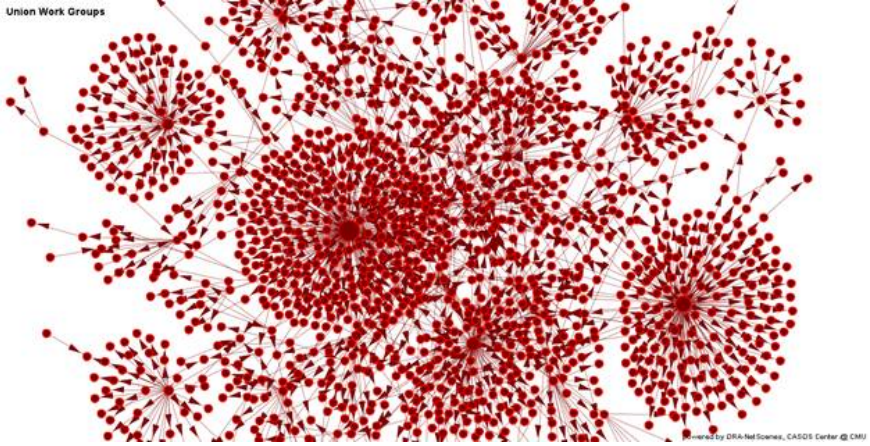 Union Work Groups
powered by ORA-NetScenes, CASOS Center @ CMU